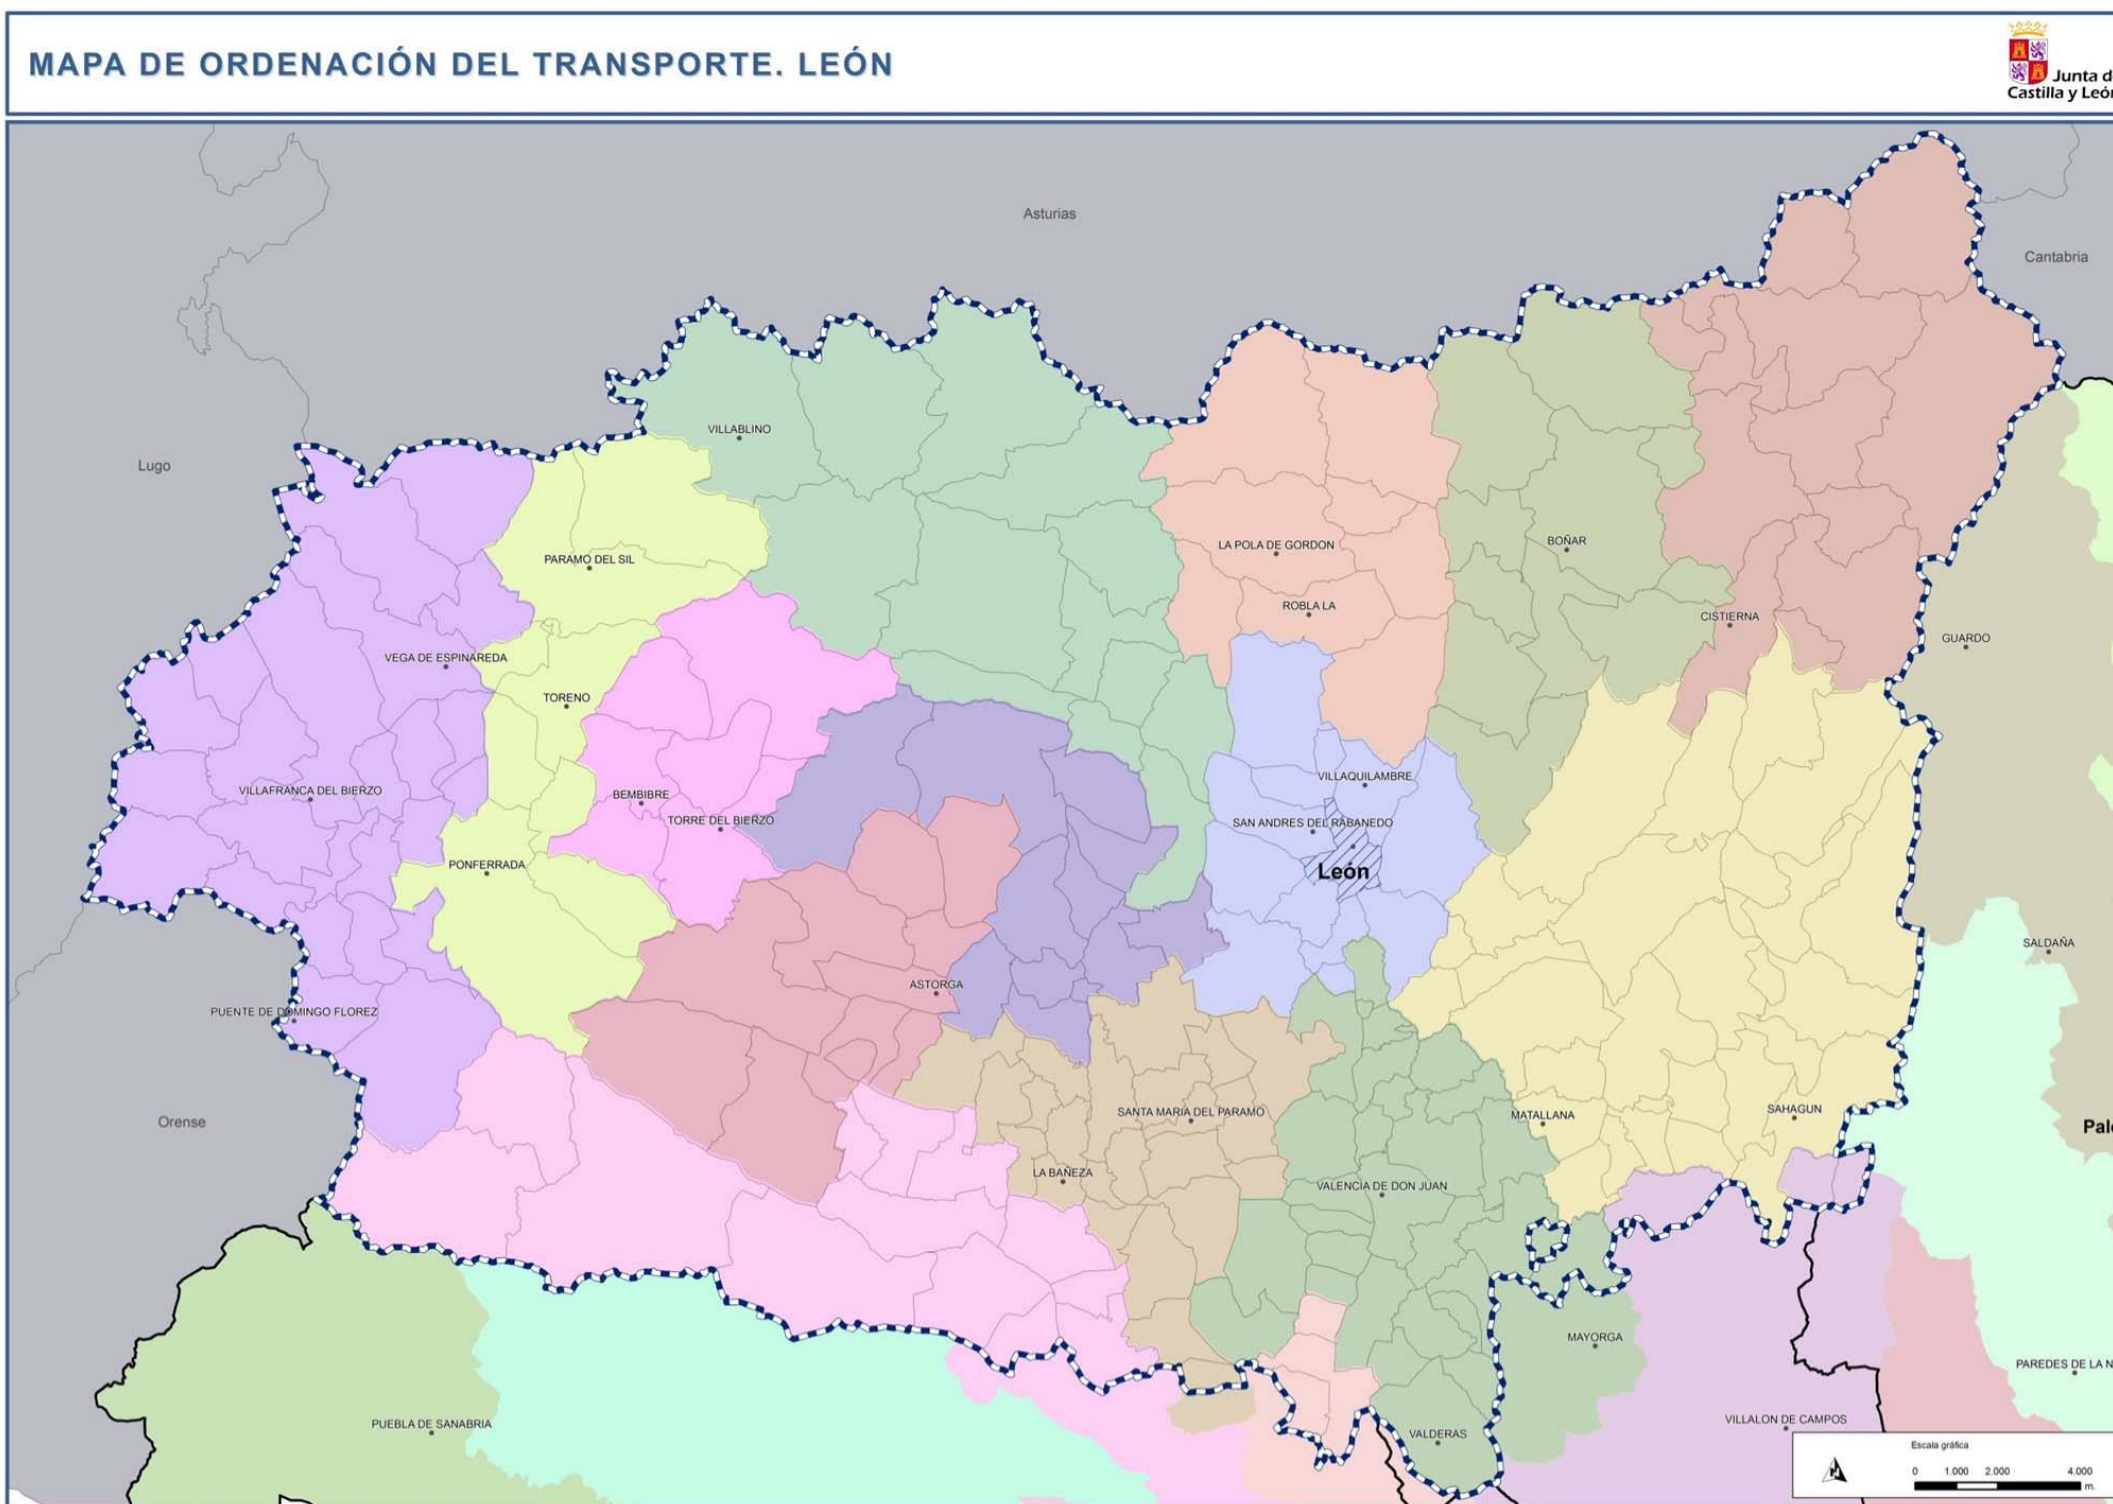 MAPA DE ORDENACIÓN DEL TRANSPORTE. LEÓN
Junta de
Castilla y León
Asturias
Cantabria
VILLABLINO
Lugo
LA POLA DE GORDON
BOÑAR
PARAMO DEL SIL
ROBLA LA
CISTIERNA
GUARDO
VEGA DE ESPINAREDA
TORENO
VILLAQUILAMBRE
VILLAFRANCA DEL BIERZO
BEMBIBRE
TORRE DEL BIERZO
SAN ANDRES DEL RABANEDO
PONFERRADA
León
SALDAÑA
ASTORGA
PUENTE DE DOMINGO FLOREZ
Orense
SANTA MARIA DEL PARAMO
MATALLANA
SAHAGUN
Pale
LA BAÑEZA
VALENCIA DE DON JUAN
MAYORGA
PAREDES DE LA N
PUEBLA DE SANABRIA
VILLALON DE CAMPOS
VALDERAS
Escala gráfica
0 1.000 2.000 4.000
m.